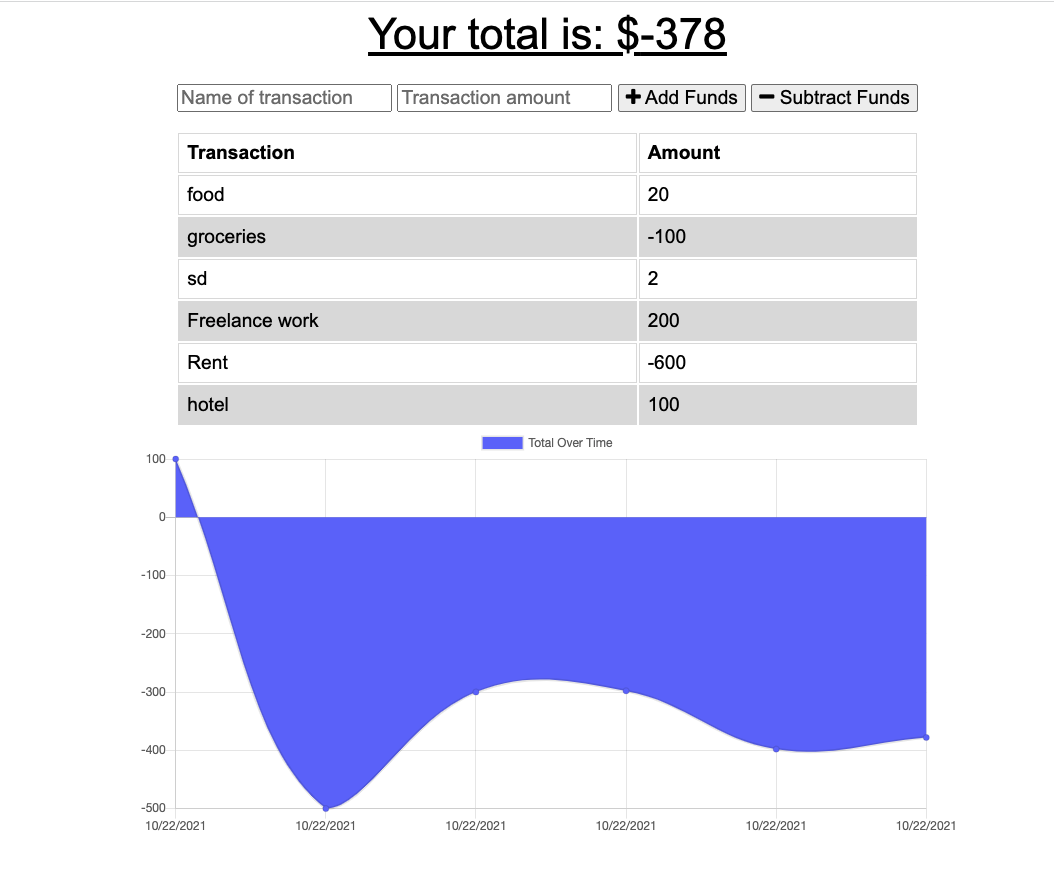 Your total is: $-378
Name of transaction Transaction amount + Add Funds − Subtract Funds
Transaction Amount
food 20
groceries -100
sd 2
Freelance work 200
Rent -600
hotel 100
Total Over Time
100
0
-100
-200
-300
-400
-500
10/22/2021 10/22/2021 10/22/2021 10/22/2021 10/22/2021 10/22/2021